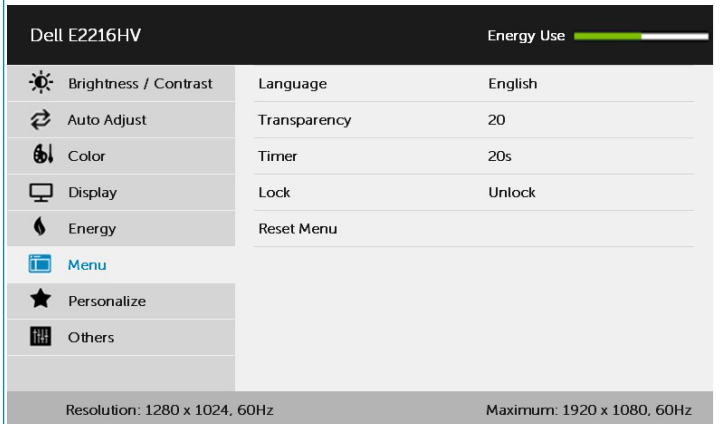 Dell E2216HV Energy Use
Brightness / Contrast Language English
Auto Adjust Transparency 20
Color Timer 20s
Display Lock Unlock
Energy Reset Menu
Menu
Personalize
Others
Resolution: 1280 x 1024, 60Hz Maximum: 1920 x 1080, 60Hz